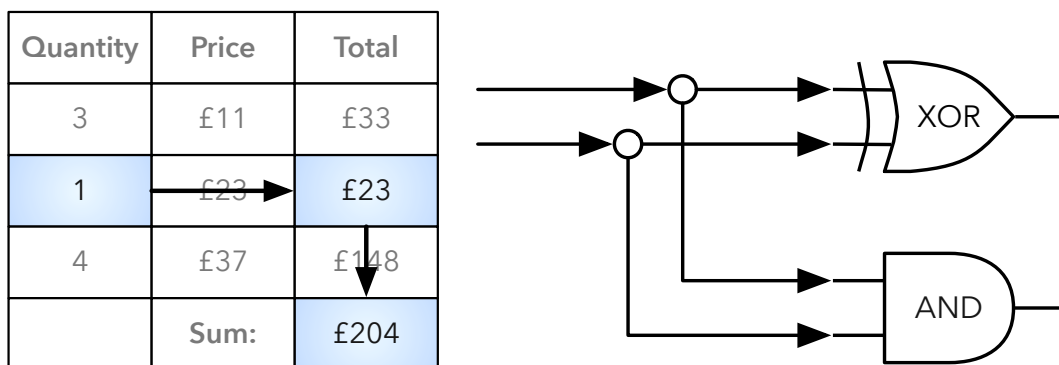 Quantity Price Total
3 £11 £33
1 £23 £23
4 £37 £148
Sum: £204
XOR
AND